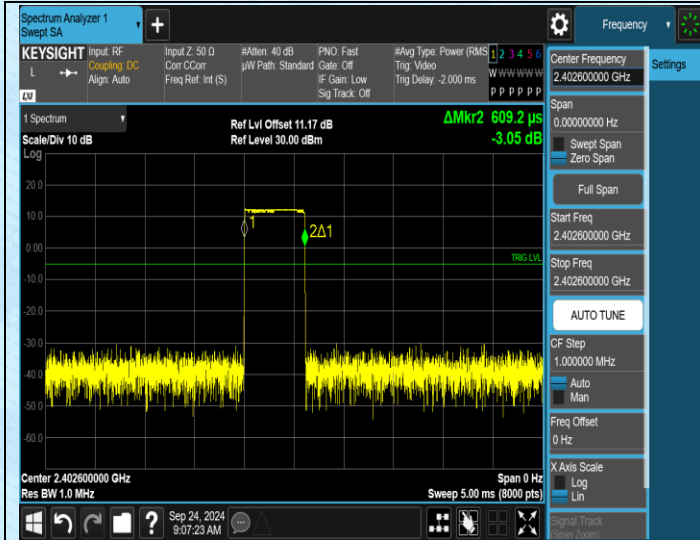 Spectrum Analyzer 1
Swept SA
+
Frequency
KEYSIGHT
L
LXI
Input: RF
Coupling: DC
Align: Auto
Input Z: 50 Ω
Corr CCorr
Freq Ref: Int (S)
#Atten: 40 dB
µW Path: Standard
PNO: Fast
Gate: Off
IF Gain: Low
Sig Track: Off
#Avg Type: Power (RMS
Trig: Video
Trig Delay: -2.000 ms
1 2 3 4 5 6
W W W W W W
P P P P P P
Center Frequency
2.402600000 GHz
Settings
Span
0.00000000 Hz
Swept Span
Zero Span
Full Span
Start Freq
2.402600000 GHz
Stop Freq
2.402600000 GHz
AUTO TUNE
CF Step
1.000000 MHz
Auto
Man
Freq Offset
0 Hz
X Axis Scale
Log
Lin
Signal Track
(Span Zoom)
1 Spectrum
Scale/Div 10 dB
Log
Ref Lvl Offset 11.17 dB
Ref Level 30.00 dBm
ΔMkr2 609.2 µs
-3.05 dB
20.0
10.0
0.00
-10.0
-20.0
-30.0
-40.0
-50.0
-60.0
1
2Δ1
TRIG LVL
Center 2.402600000 GHz
Res BW 1.0 MHz
Span 0 Hz
Sweep 5.00 ms (8000 pts)
?
Sep 24, 2024
9:07:23 AM